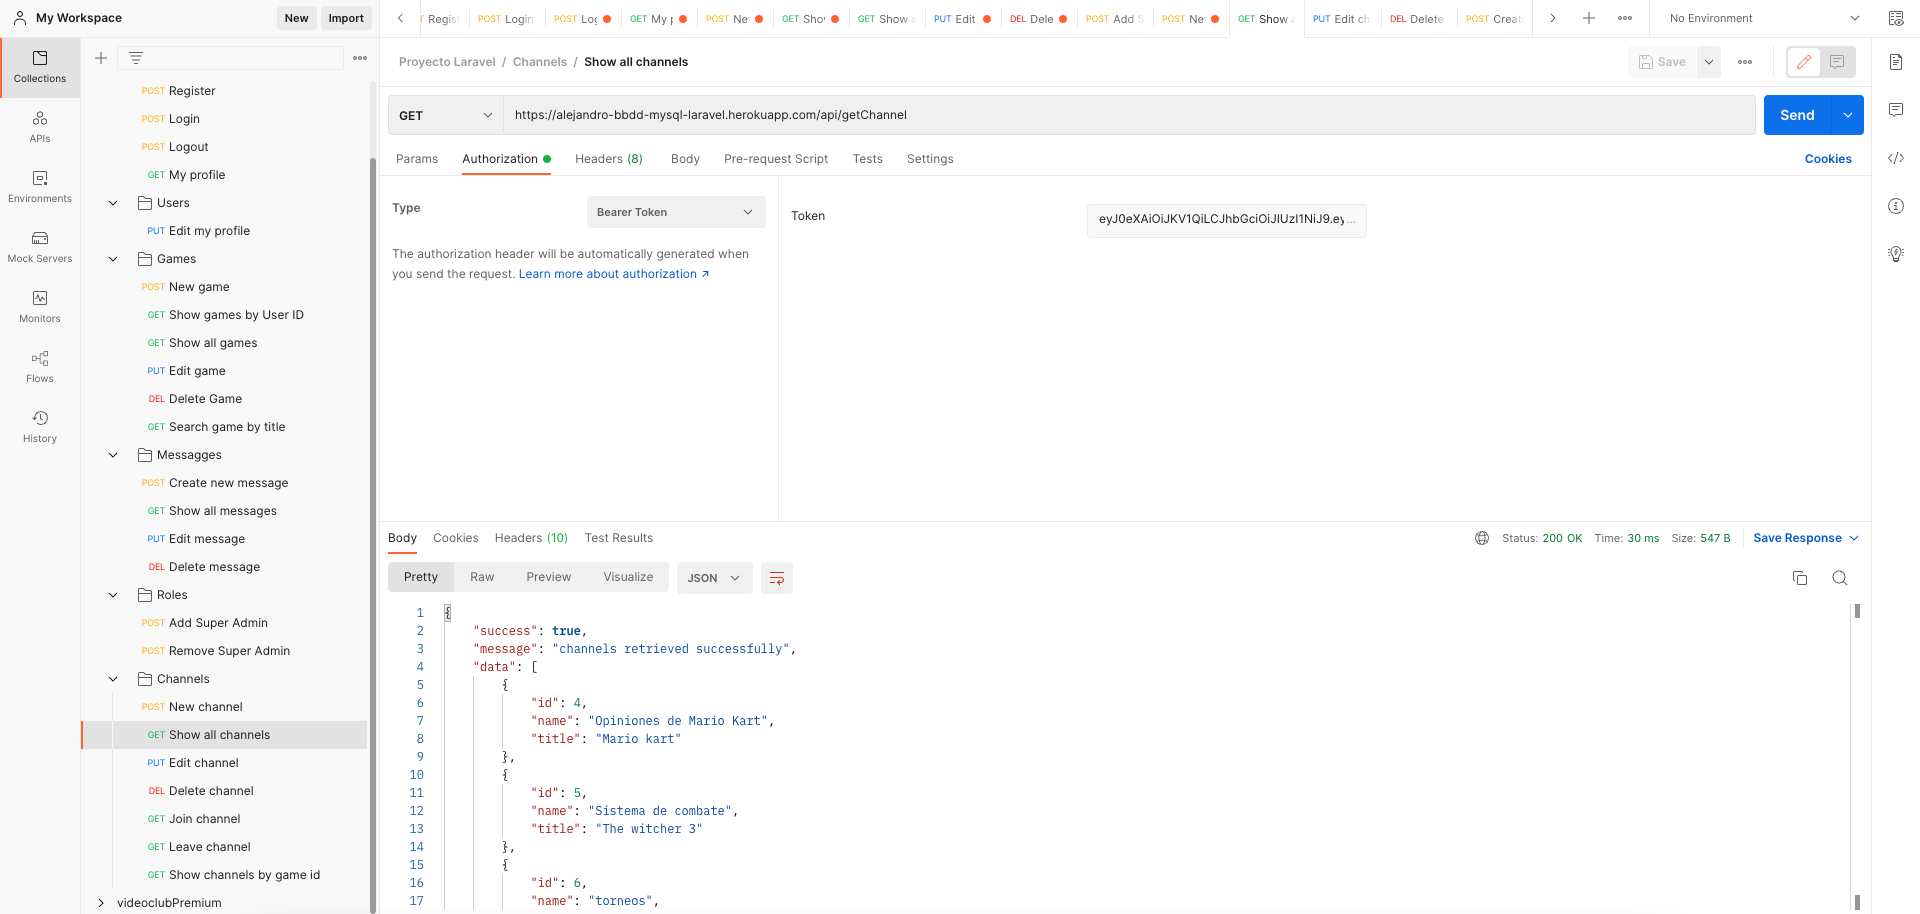 My Workspace
New
Import
Regis
POST Login
POST Log
GET My p
POST Ne
GET Show
GET Show a
PUT Edit
DEL Dele
POST Add S
POST Ne
GET Show a
PUT Edit ch
DEL Delete
POST Creat
No Environment
Collections
APIs
Environments
Mock Servers
Monitors
Flows
History
POST Register
POST Login
POST Logout
GET My profile
Users
PUT Edit my profile
Games
POST New game
GET Show games by User ID
GET Show all games
PUT Edit game
DEL Delete Game
GET Search game by title
Messagges
POST Create new message
GET Show all messages
PUT Edit message
DEL Delete message
Roles
POST Add Super Admin
POST Remove Super Admin
Channels
POST New channel
GET Show all channels
PUT Edit channel
DEL Delete channel
GET Join channel
GET Leave channel
GET Show channels by game id
videoclubPremium
Proyecto Laravel / Channels / Show all channels
Save
GET
https://alejandro-bbdd-mysql-laravel.herokuapp.com/api/getChannel
Send
Params
Authorization
Headers (8)
Body
Pre-request Script
Tests
Settings
Cookies
Type
Bearer Token
The authorization header will be automatically generated when
you send the request. Learn more about authorization ↗
Token
eyJ0eXAiOiJKV1QiLCJhbGciOiJIUzI1NiJ9.ey...
Body
Cookies
Headers (10)
Test Results
Status: 200 OK
Time: 30 ms
Size: 547 B
Save Response
Pretty
Raw
Preview
Visualize
JSON
1 {
2 "success": true,
3 "message": "channels retrieved successfully",
4 "data": [
5 {
6 "id": 4,
7 "name": "Opiniones de Mario Kart",
8 "title": "Mario kart"
9 },
10 {
11 "id": 5,
12 "name": "Sistema de combate",
13 "title": "The witcher 3"
14 },
15 {
16 "id": 6,
17 "name": "torneos",